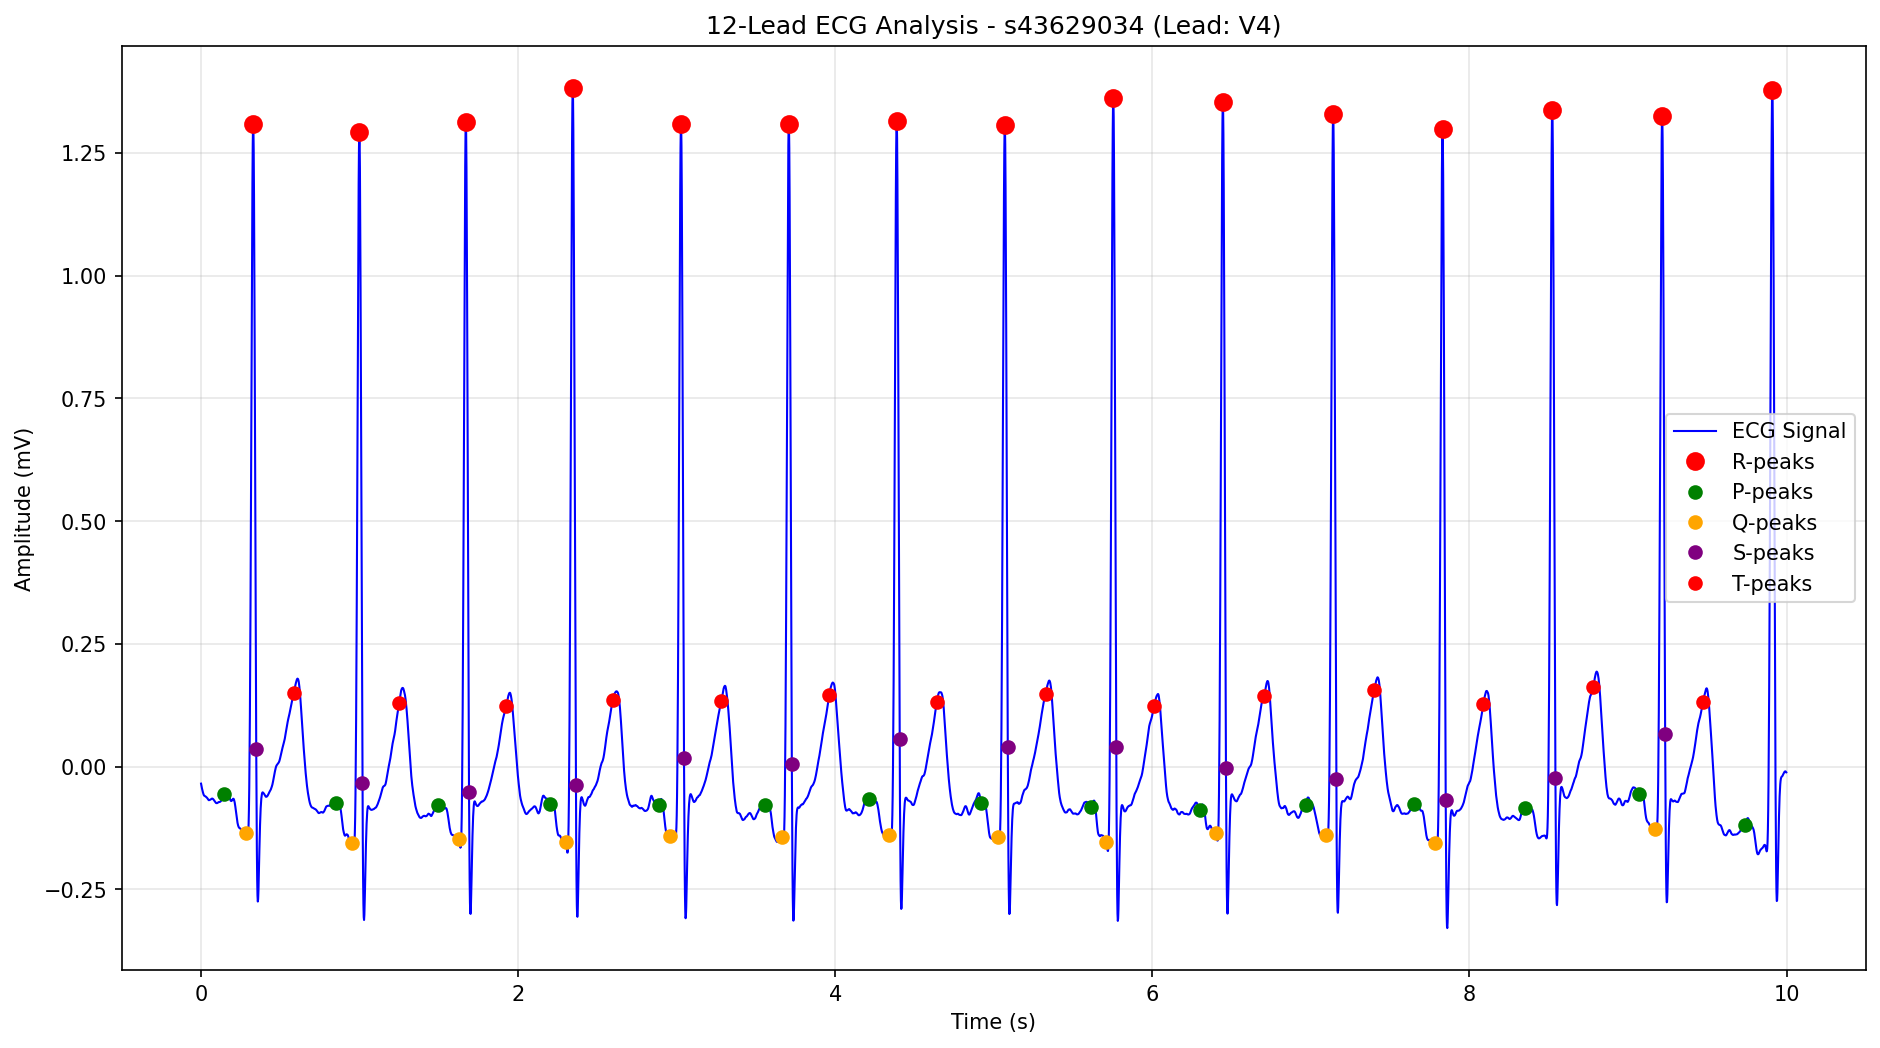 12-Lead ECG Analysis - s43629034 (Lead: V4)
Amplitude (mV)
1.25
1.00
0.75
0.50
0.25
0.00
−0.25
ECG Signal
R-peaks
P-peaks
Q-peaks
S-peaks
T-peaks
0 2 4 6 8 10
Time (s)